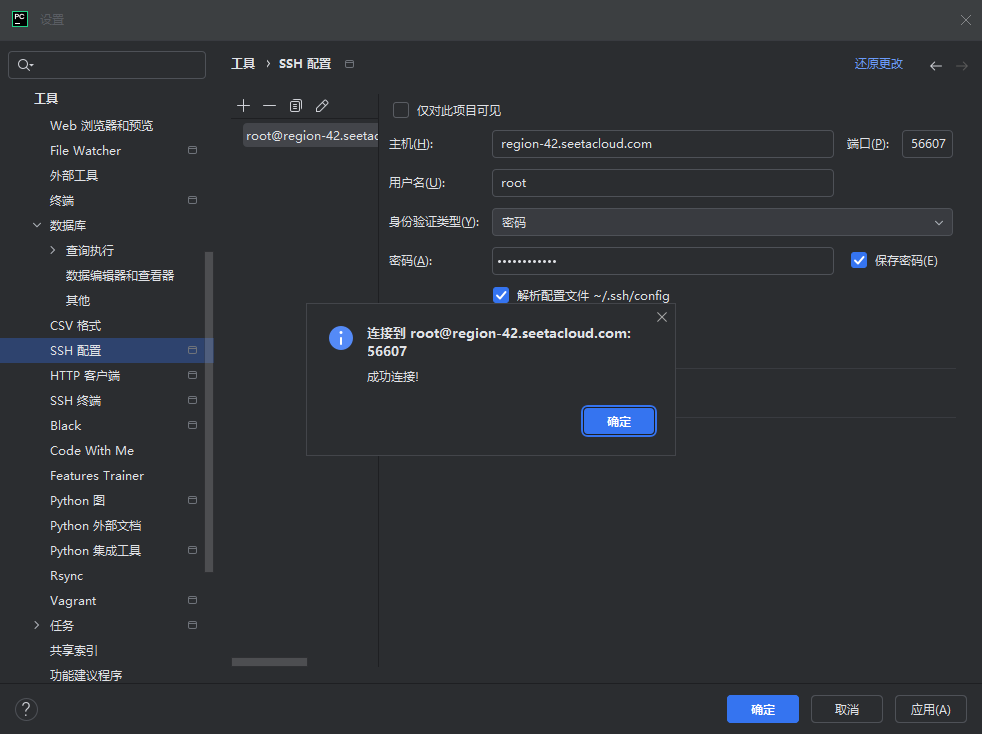 PC
设置
工具 › SSH 配置
还原更改
工具
Web 浏览器和预览
File Watcher
外部工具
终端
数据库
查询执行
数据编辑器和查看器
其他
CSV 格式
SSH 配置
HTTP 客户端
SSH 终端
Black
Code With Me
Features Trainer
Python 图
Python 外部文档
Python 集成工具
Rsync
Vagrant
任务
共享索引
功能建议程序
root@region-42.seetac
仅对此项目可见
主机(H): region-42.seetacloud.com 端口(P): 56607
用户名(U): root
身份验证类型(Y): 密码
密码(A): •••••••••••• 保存密码(E)
解析配置文件 ~/.ssh/config
连接到 root@region-42.seetacloud.com:
56607
成功连接!
确定
? 确定 取消 应用(A)